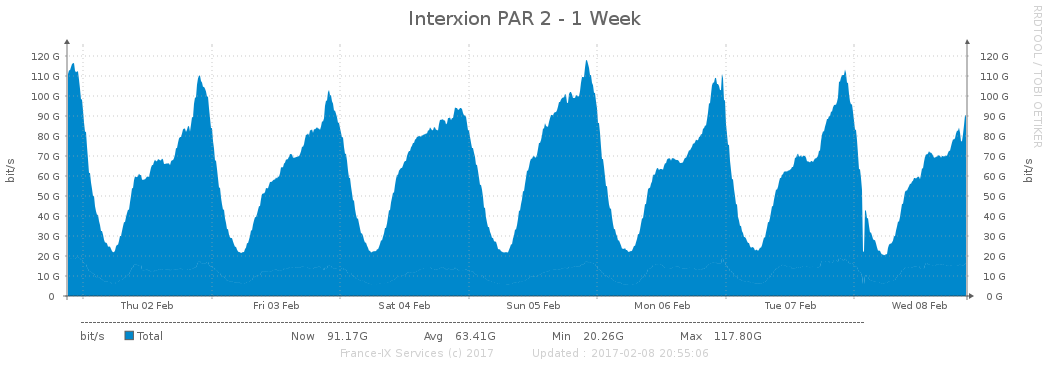 Interxion PAR 2 - 1 Week
RRDTOOL / TOBI OETIKER
bit/s
120 G
110 G
100 G
90 G
80 G
70 G
60 G
50 G
40 G
30 G
20 G
10 G
0
120 G
110 G
100 G
90 G
80 G
70 G
60 G
50 G
40 G
30 G
20 G
10 G
0 G
bit/s
Thu 02 Feb Fri 03 Feb Sat 04 Feb Sun 05 Feb Mon 06 Feb Tue 07 Feb Wed 08 Feb
bit/s Total Now 91.17G Avg 63.41G Min 20.26G Max 117.80G
France-IX Services (c) 2017 Updated : 2017-02-08 20:55:06